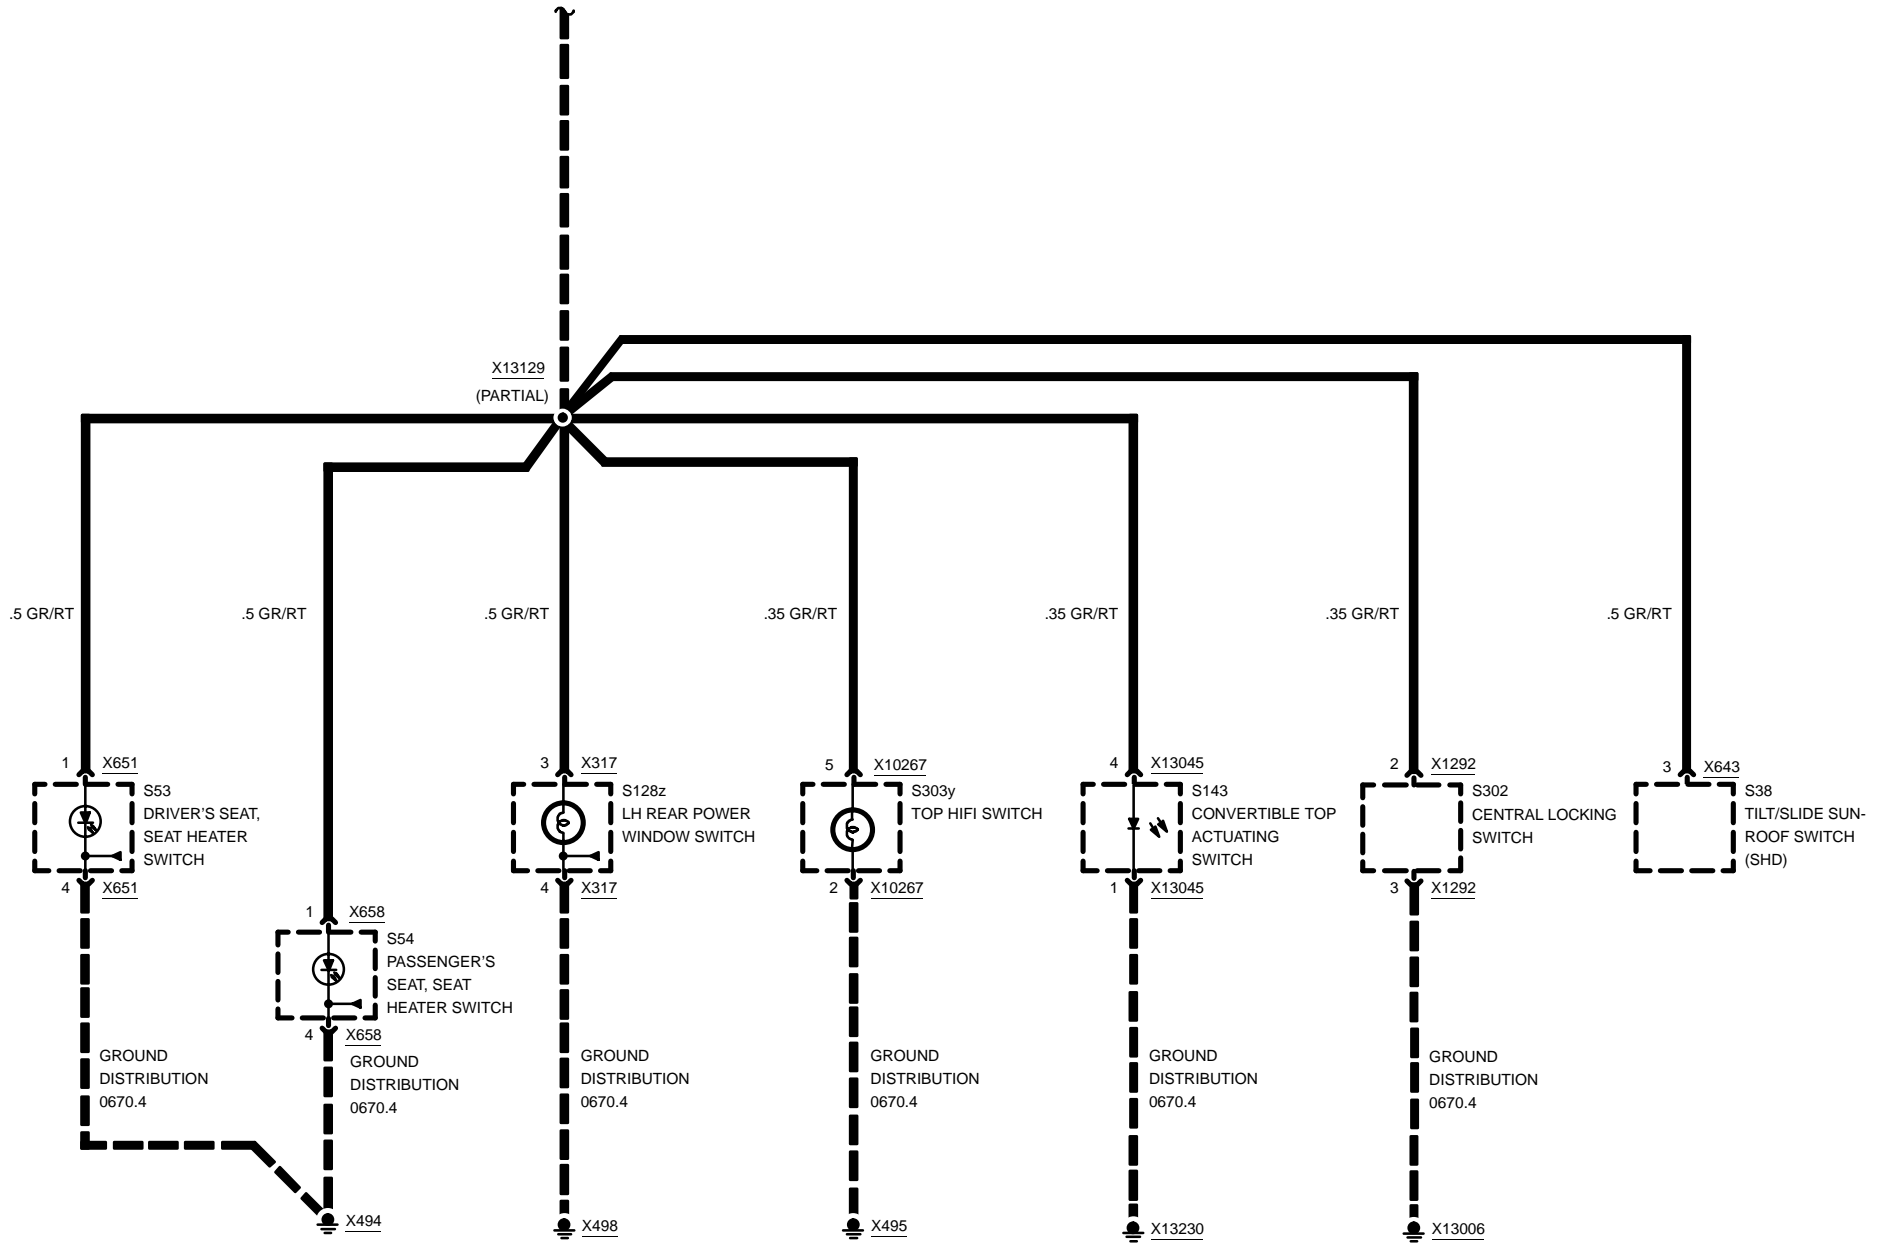 X13129
(PARTIAL)
.5 GR/RT
.5 GR/RT
.5 GR/RT
.35 GR/RT
.35 GR/RT
.35 GR/RT
.5 GR/RT
1 X651
S53
DRIVER'S SEAT,
SEAT HEATER
SWITCH
4 X651
GROUND
DISTRIBUTION
0670.4
1 X658
S54
PASSENGER'S
SEAT, SEAT
HEATER SWITCH
4 X658
GROUND
DISTRIBUTION
0670.4
X494
3 X317
S128z
LH REAR POWER
WINDOW SWITCH
4 X317
GROUND
DISTRIBUTION
0670.4
X498
5 X10267
S303y
TOP HIFI SWITCH
2 X10267
GROUND
DISTRIBUTION
0670.4
X495
4 X13045
S143
CONVERTIBLE TOP
ACTUATING
SWITCH
1 X13045
GROUND
DISTRIBUTION
0670.4
X13230
2 X1292
S302
CENTRAL LOCKING
SWITCH
3 X1292
GROUND
DISTRIBUTION
0670.4
X13006
3 X643
S38
TILT/SLIDE SUN-
ROOF SWITCH
(SHD)